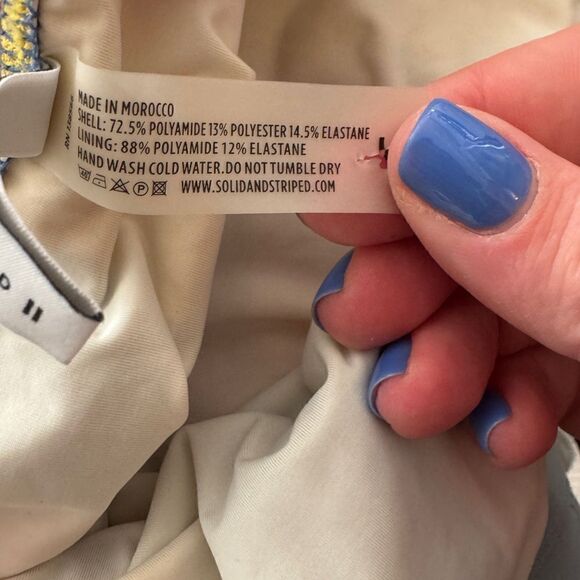 MADE IN MOROCCO
SHELL: 72.5% POLYAMIDE 13% POLYESTER 14.5% ELASTANE
LINING: 88% POLYAMIDE 12% ELASTANE
HAND WASH COLD WATER.DO NOT TUMBLE DRY
WWW.SOLIDANDSTRIPED.COM